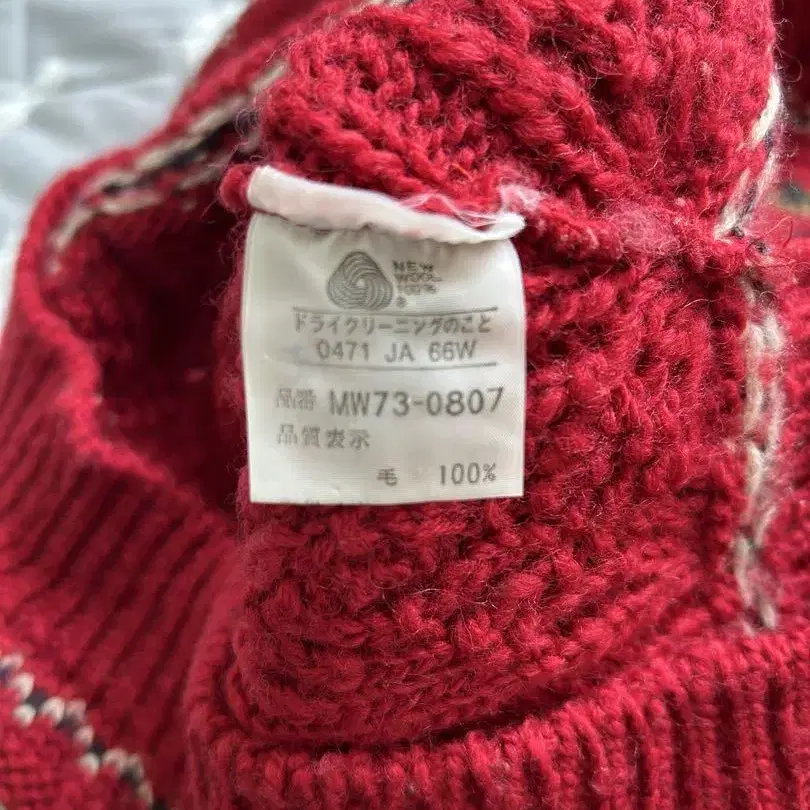 NEW
WOOL
100%
®
ドライクリーニングのこと
0471 JA 66W
品番 MW73-0807
品質表示
毛 100%